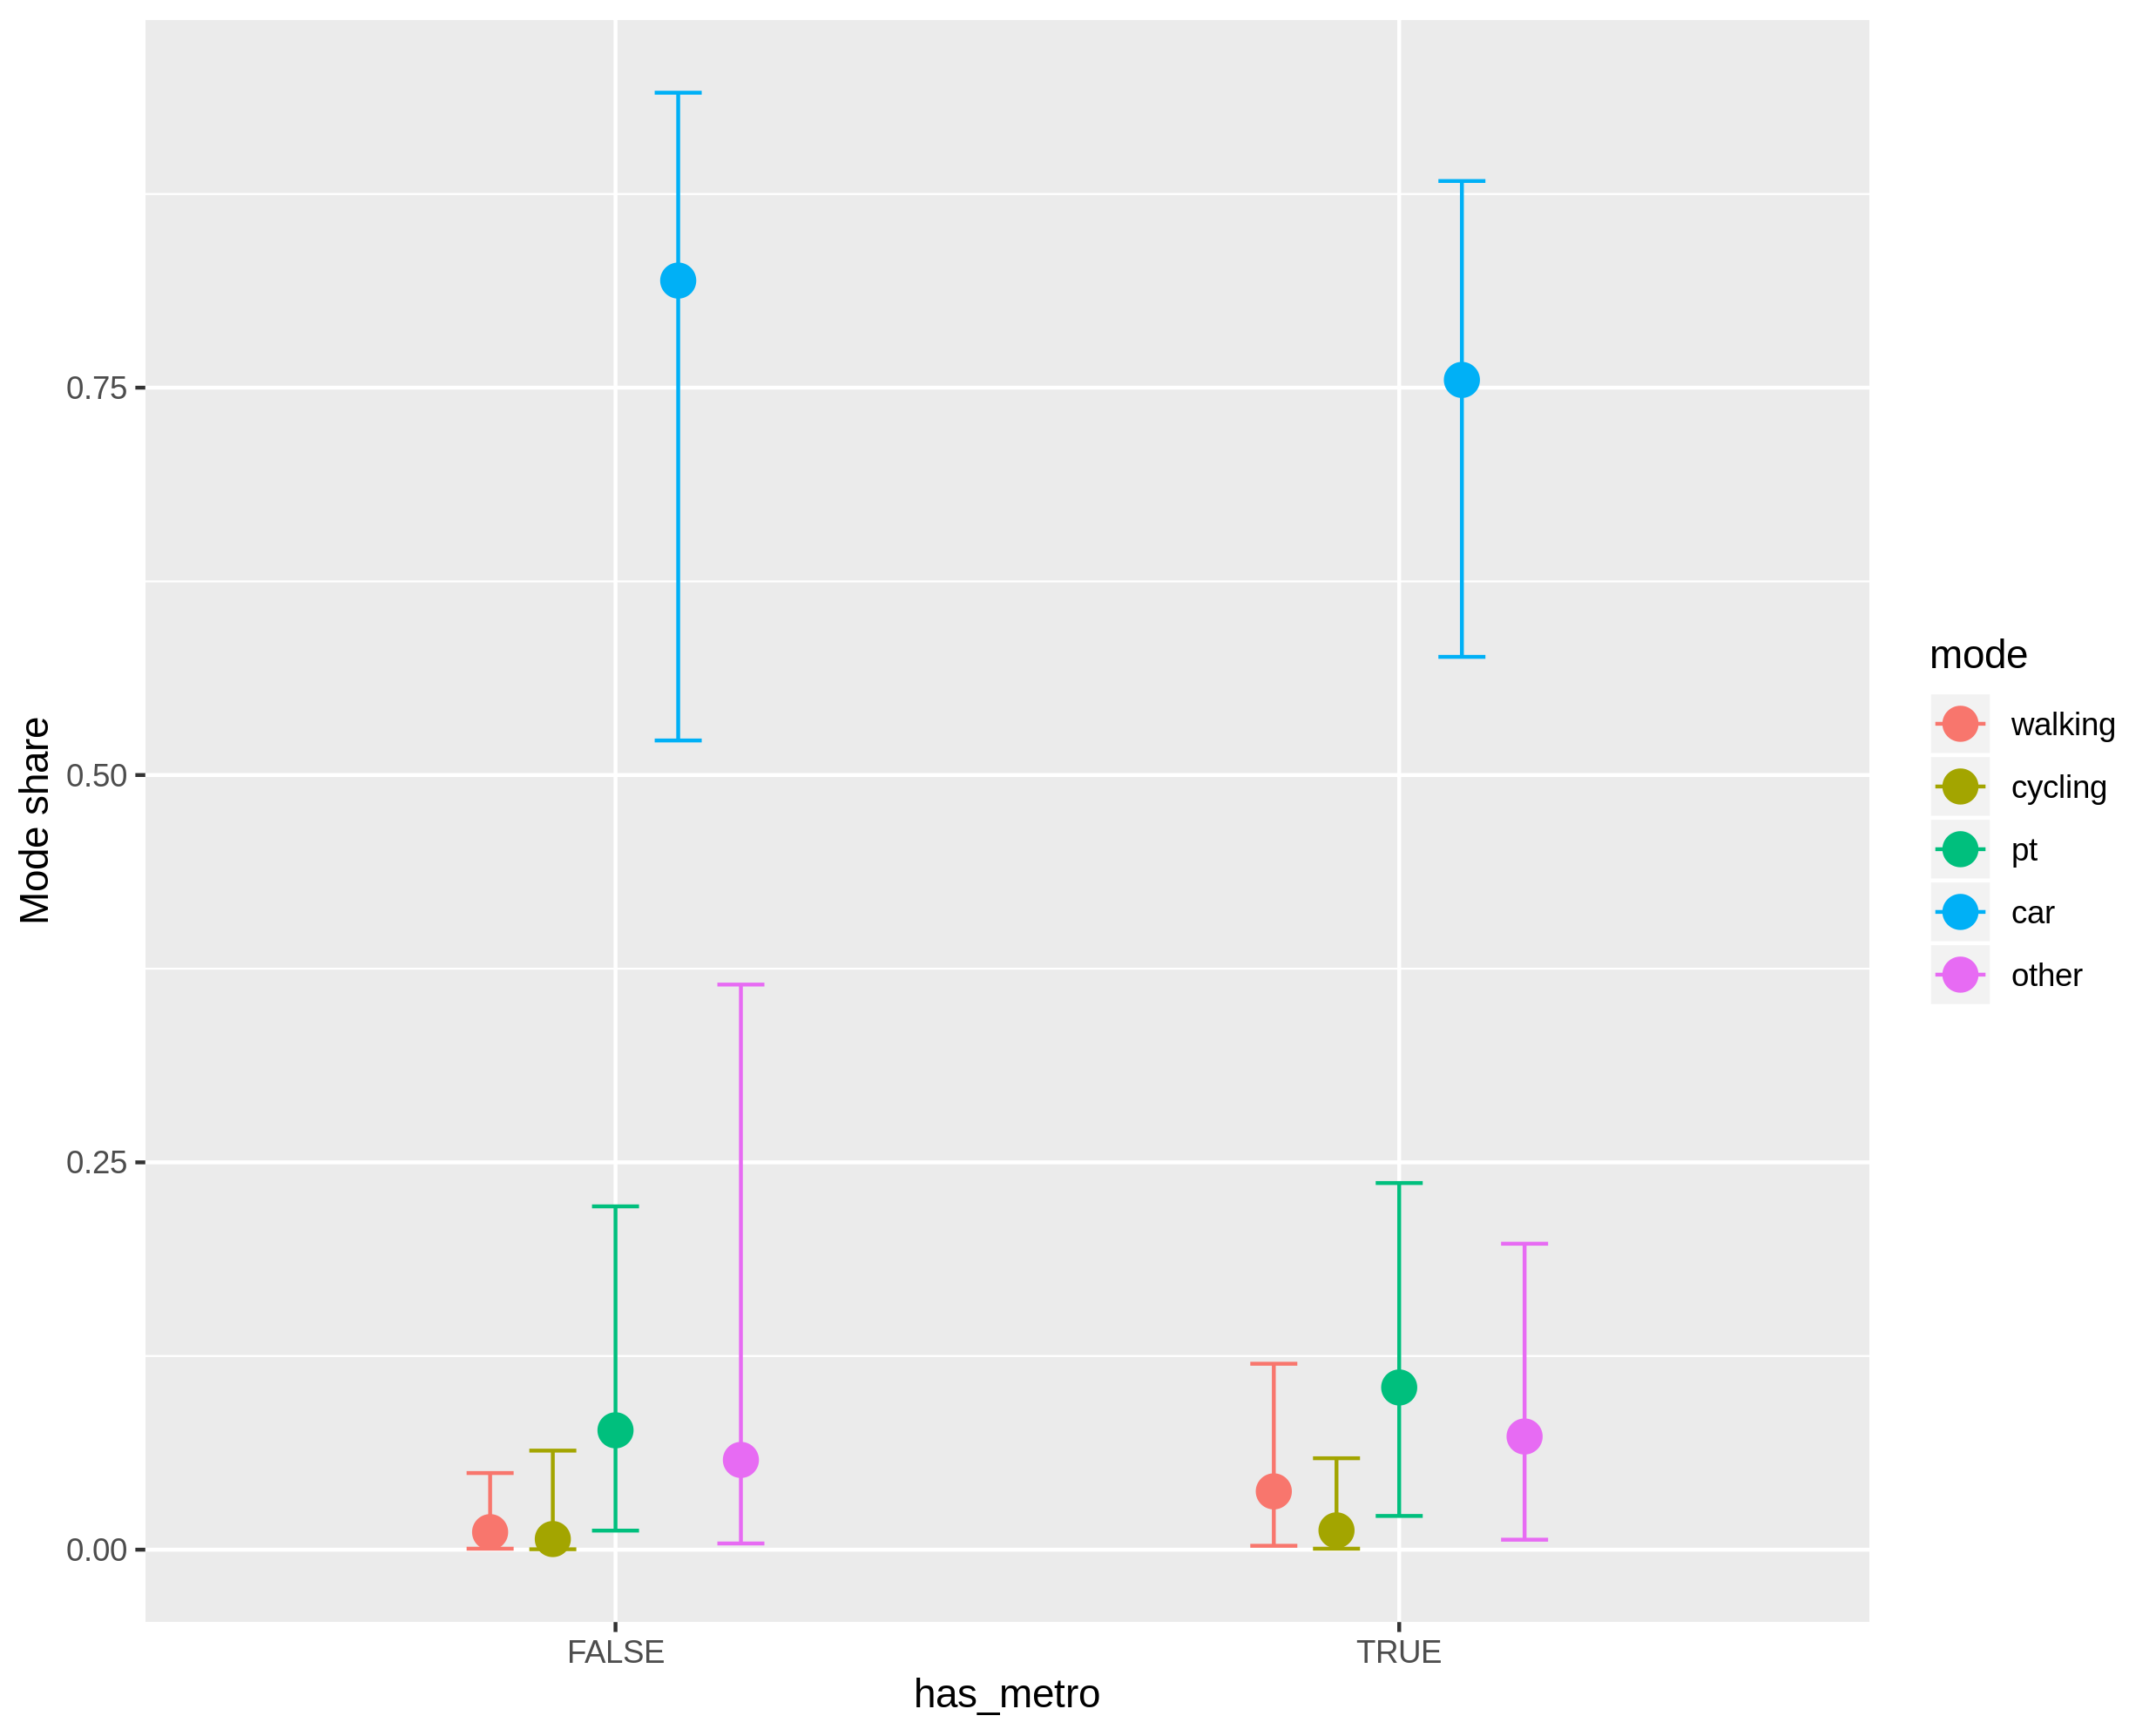 Mode share
0.75
0.50
0.25
0.00
FALSE
TRUE
has_metro
mode
walking
cycling
pt
car
other